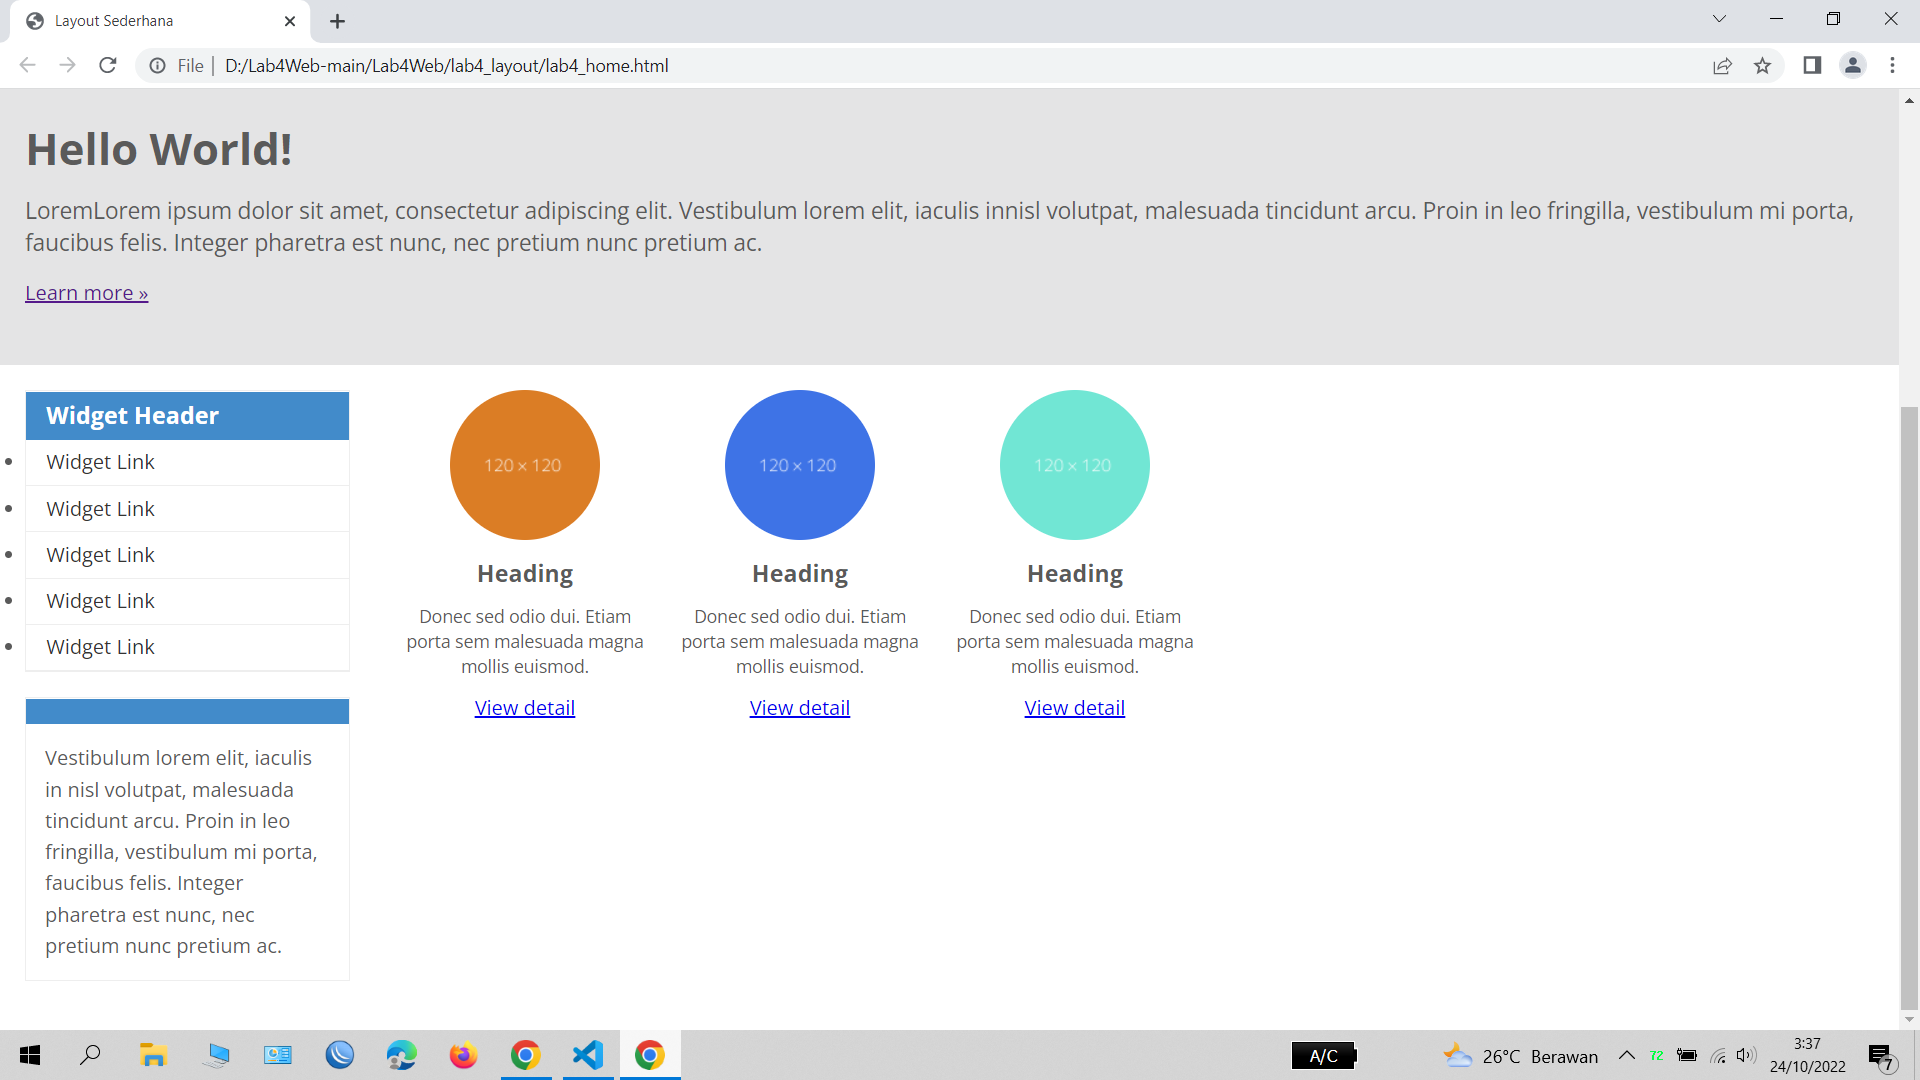 Layout Sederhana
File
D:/Lab4Web-main/Lab4Web/lab4_layout/lab4_home.html
Hello World!
LoremLorem ipsum dolor sit amet, consectetur adipiscing elit. Vestibulum lorem elit, iaculis innisl volutpat, malesuada tincidunt arcu. Proin in leo fringilla, vestibulum mi porta,
faucibus felis. Integer pharetra est nunc, nec pretium nunc pretium ac.
Learn more »
Widget Header
Widget Link
Widget Link
Widget Link
Widget Link
Widget Link
Vestibulum lorem elit, iaculis
in nisl volutpat, malesuada
tincidunt arcu. Proin in leo
fringilla, vestibulum mi porta,
faucibus felis. Integer
pharetra est nunc, nec
pretium nunc pretium ac.
120 × 120
Heading
Donec sed odio dui. Etiam
porta sem malesuada magna
mollis euismod.
View detail
120 × 120
Heading
Donec sed odio dui. Etiam
porta sem malesuada magna
mollis euismod.
View detail
120 × 120
Heading
Donec sed odio dui. Etiam
porta sem malesuada magna
mollis euismod.
View detail
A/C
26°C Berawan
72
3:37
24/10/2022
7